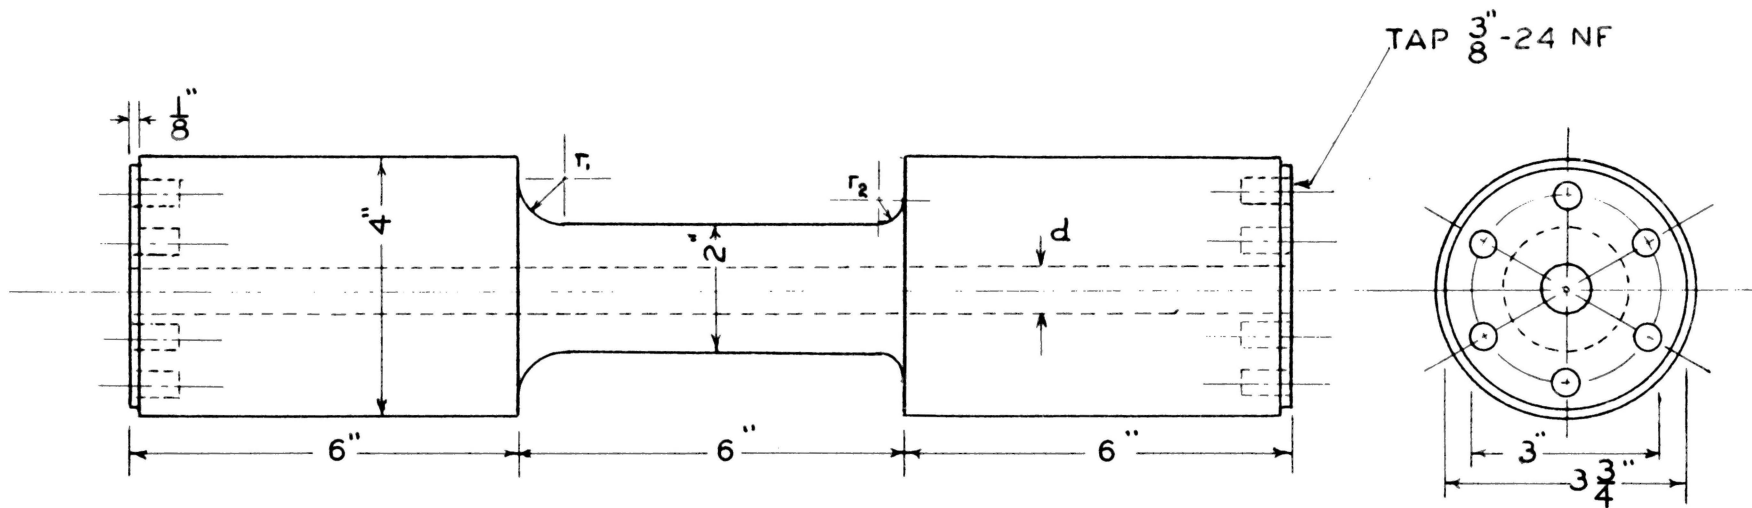 TAP 3/8"-24 NF
1/8"
r₁
r₂
4"
2"
d
6"
6"
6"
3"
3 3/4"